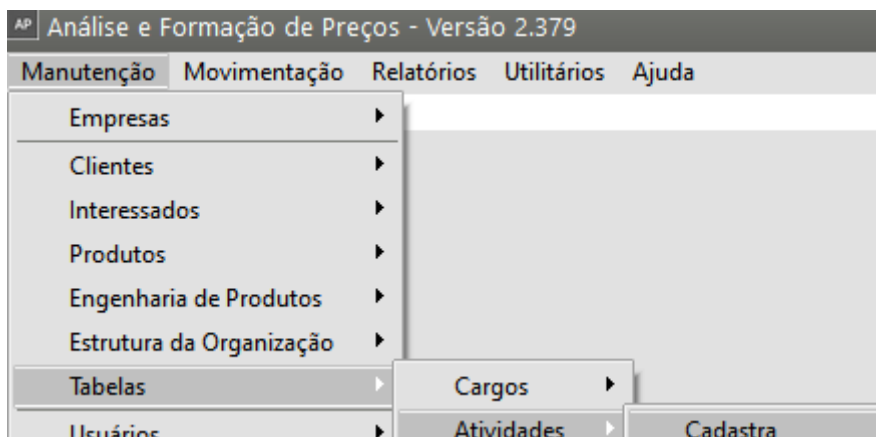 AP Análise e Formação de Preços - Versão 2.379
Manutenção Movimentação Relatórios Utilitários Ajuda
Empresas
Clientes
Interessados
Produtos
Engenharia de Produtos
Estrutura da Organização
Tabelas Cargos
Usuários Atividades Cadastra